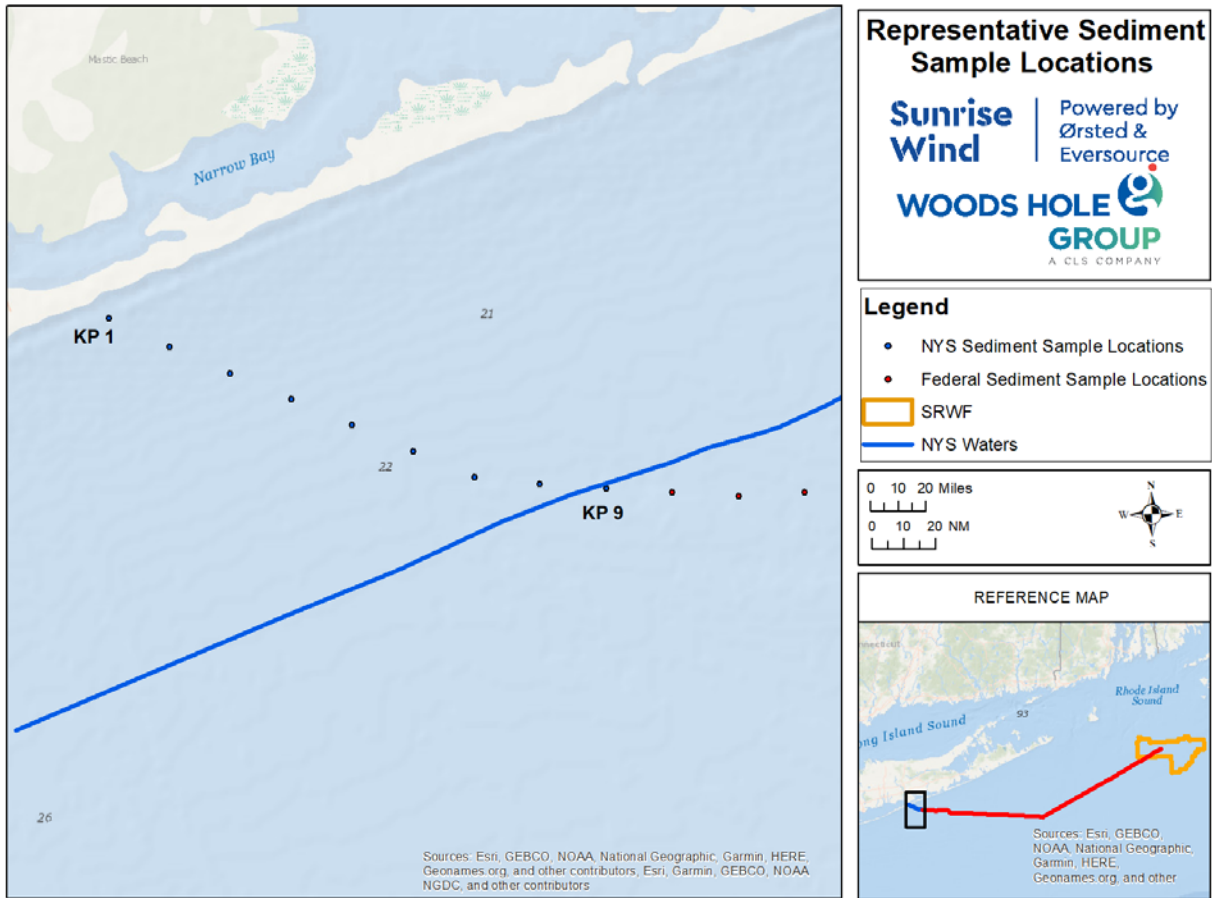 Mastic Beach
Narrow Bay
21
KP 1
22
KP 9
26
Sources: Esri, GEBCO, NOAA, National Geographic, Garmin, HERE,
Geonames.org, and other contributors, Esri, Garmin, GEBCO, NOAA
NGDC, and other contributors
Representative Sediment
Sample Locations
Sunrise
Wind
Powered by
Ørsted &
Eversource
WOODS HOLE
GROUP
A CLS COMPANY
Legend
NYS Sediment Sample Locations
Federal Sediment Sample Locations
SRWF
NYS Waters
0 10 20 Miles
0 10 20 NM
N
W E
S
REFERENCE MAP
onnecticut
Rhode Island
Sound
93
ong Island Sound
Sources: Esri, GEBCO,
NOAA, National Geographic,
Garmin, HERE,
Geonames.org, and other